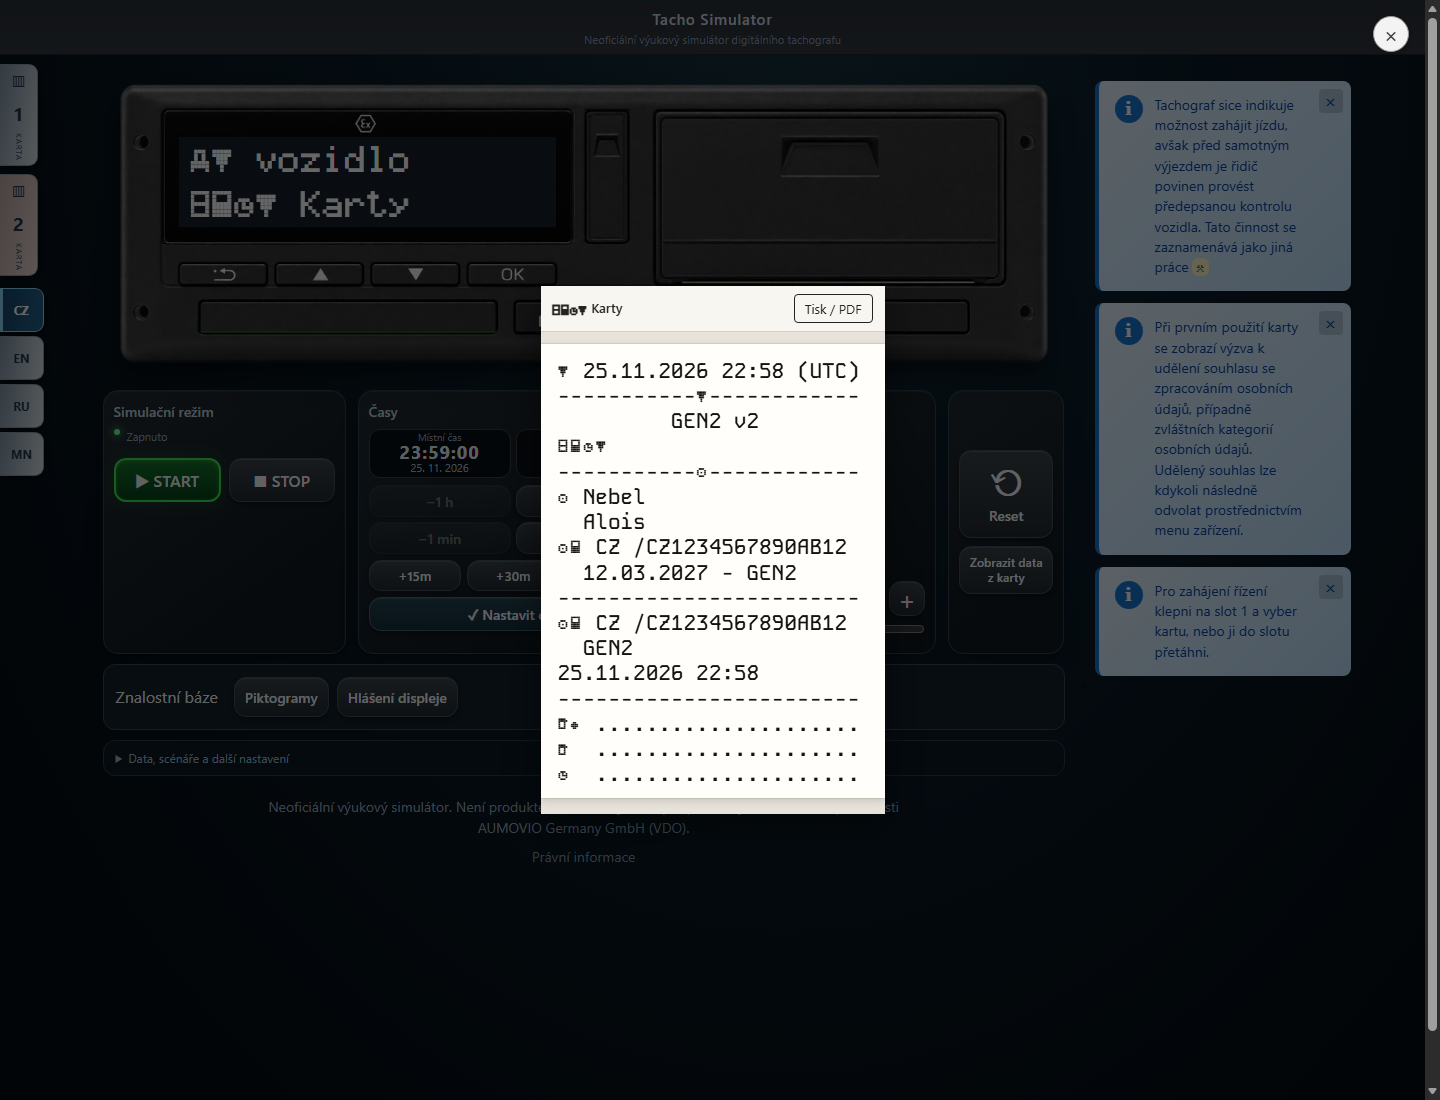 Tacho Simulator
Neoficiální výukový simulátor digitálního tachografu
1
KARTA
2
KARTA
CZ
EN
RU
MN
Ex
vozidlo
Karty
OK
Karty
Tisk / PDF
25.11.2026 22:58 (UTC)
GEN2 v2
Nebel
Alois
CZ /CZ1234567890AB12
12.03.2027 - GEN2
CZ /CZ1234567890AB12
GEN2
25.11.2026 22:58
Simulační režim
Zapnuto
▶ START
■ STOP
Časy
Místní čas
23:59:00
25. 11. 2026
−1 h
−1 min
+15m
+30m
✓ Nastavit
+
Reset
Zobrazit data
z karty
Znalostní báze
Piktogramy
Hlášení displeje
▶ Data, scénáře a další nastavení
Neoficiální výukový simulátor. Není
AUMOVIO Germany GmbH (VDO).
Právní informace
Tachograf sice indikuje
možnost zahájit jízdu,
avšak před samotným
výjezdem je řidič
povinen provést
předepsanou kontrolu
vozidla. Tato činnost se
zaznamenává jako jiná
práce
Při prvním použití karty
se zobrazí výzva k
udělení souhlasu se
zpracováním osobních
údajů, případně
zvláštních kategorií
osobních údajů.
Udělený souhlas lze
kdykoli následně
odvolat prostřednictvím
menu zařízení.
Pro zahájení řízení
klepni na slot 1 a vyber
kartu, nebo ji do slotu
přetáhni.